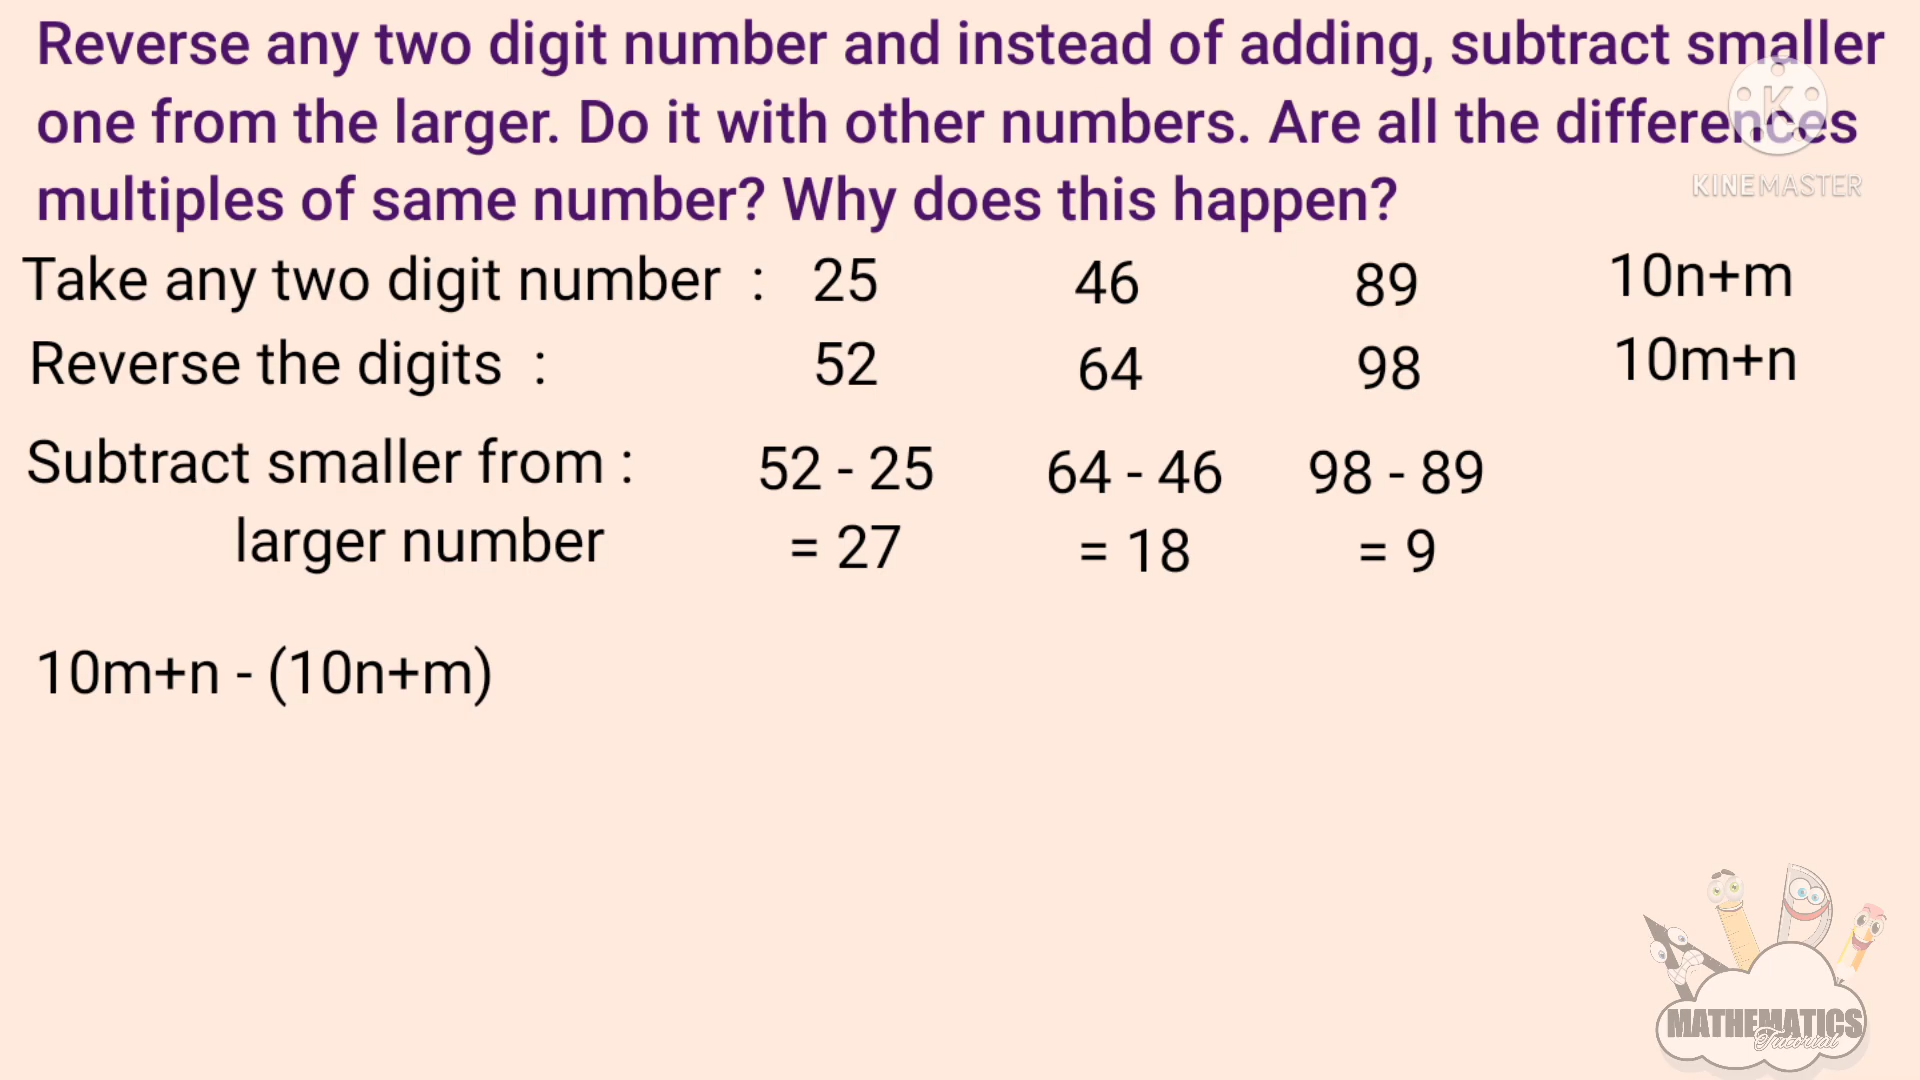 Reverse any two digit number and instead of adding, subtract smaller
one from the larger. Do it with other numbers. Are all the differences
multiples of same number? Why does this happen?
KINEMASTER
Take any two digit number : 25 46 89 10n+m
Reverse the digits : 52 64 98 10m+n
Subtract smaller from : 52 - 25 64 - 46 98 - 89
larger number = 27 = 18 = 9
10m+n - (10n+m)
MATHEMATICS
Tutorial